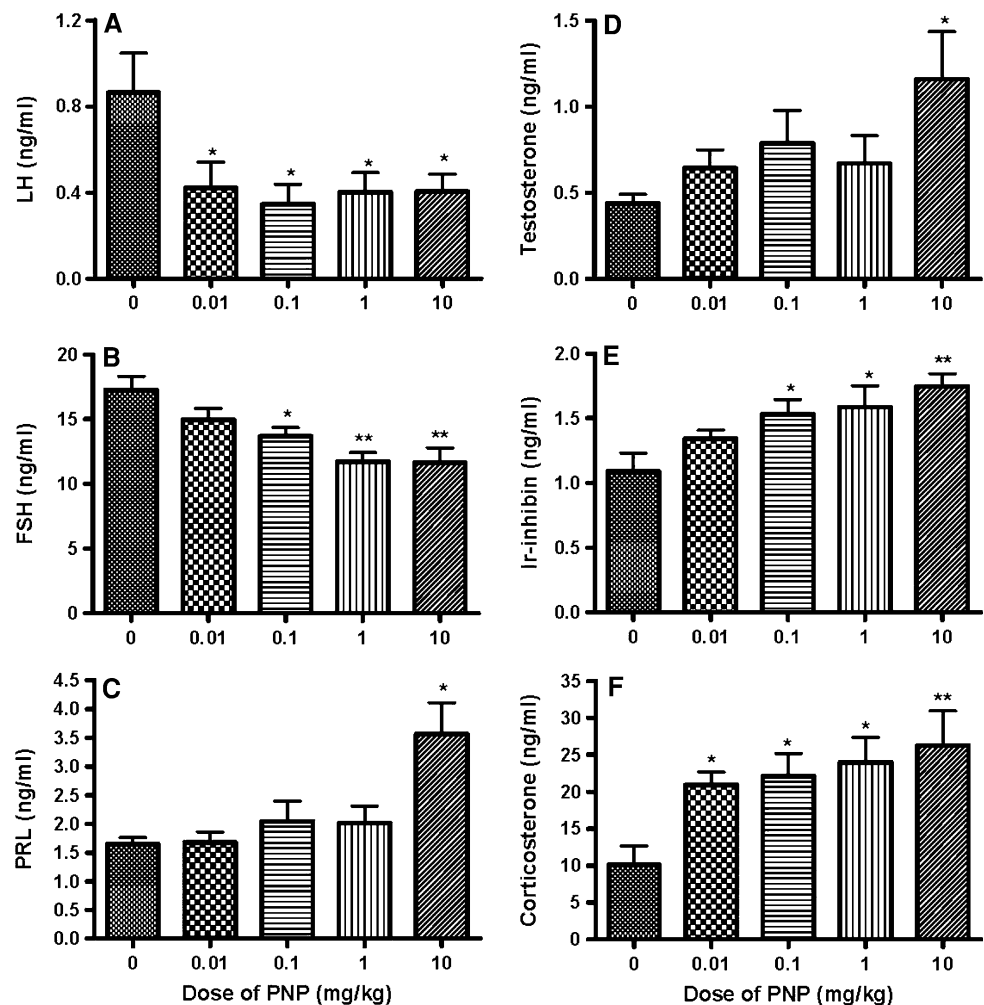 A
LH (ng/ml)
1.2
0.8
0.4
0.0
* * * *
0 0.01 0.1 1 10
B
FSH (ng/ml)
20
15
10
5
0
* ** **
0 0.01 0.1 1 10
C
PRL (ng/ml)
4.5
4.0
3.5
3.0
2.5
2.0
1.5
1.0
0.5
0.0
*
0 0.01 0.1 1 10
Dose of PNP (mg/kg)
D
Testosterone (ng/ml)
1.5
1.0
0.5
0.0
*
0 0.01 0.1 1 10
E
Ir-inhibin (ng/ml)
2.0
1.5
1.0
0.5
0.0
* * **
0 0.01 0.1 1 10
F
Corticosterone (ng/ml)
35
30
25
20
15
10
5
0
* * * **
0 0.01 0.1 1 10
Dose of PNP (mg/kg)